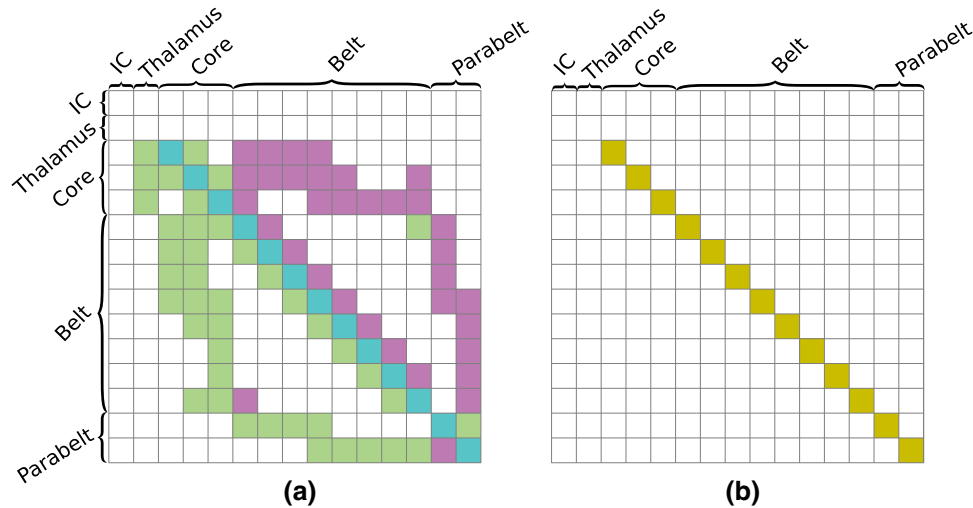 IC
Thalamus
Core
Belt
Parabelt
IC
Thalamus
Core
Belt
Parabelt
(a)
IC
Thalamus
Core
Belt
Parabelt
(b)